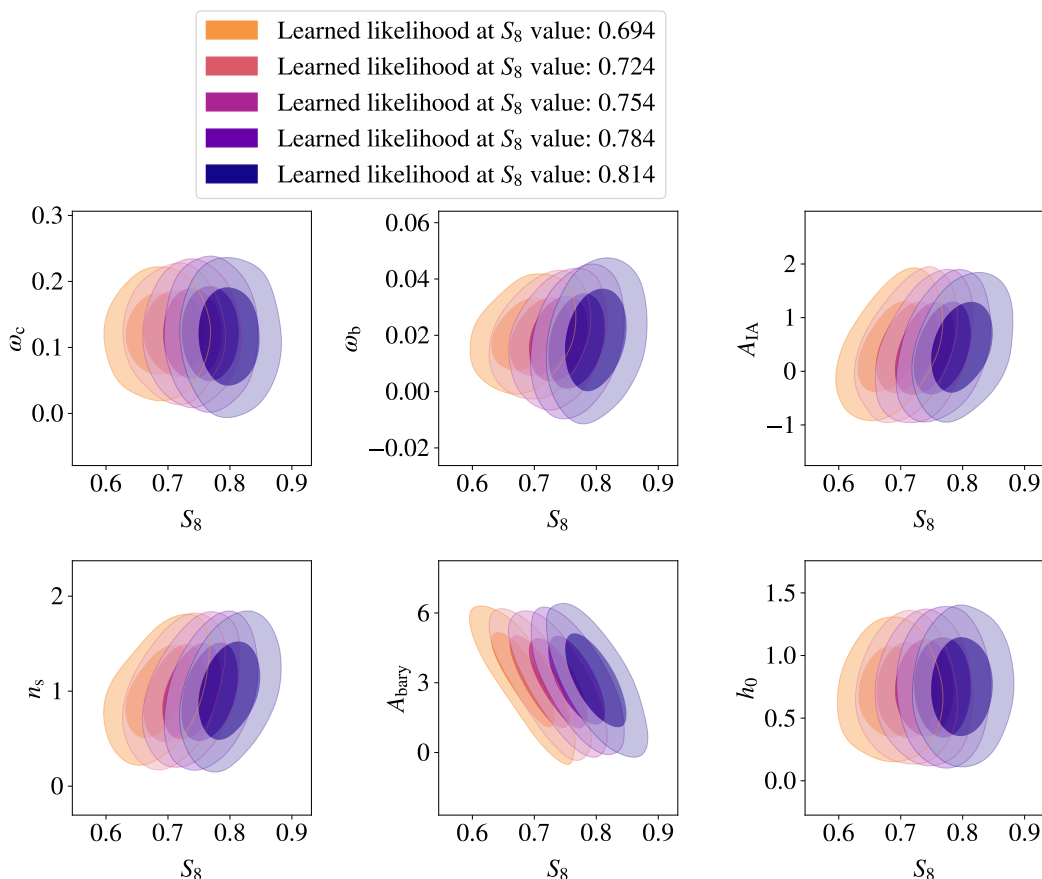 Learned likelihood at S₈ value: 0.694
Learned likelihood at S₈ value: 0.724
Learned likelihood at S₈ value: 0.754
Learned likelihood at S₈ value: 0.784
Learned likelihood at S₈ value: 0.814
0.3
0.2
0.1
0.0
ω_c
0.6 0.7 0.8 0.9
S₈
0.06
0.04
0.02
0.00
−0.02
ω_b
0.6 0.7 0.8 0.9
S₈
2
1
0
−1
A_IA
0.6 0.7 0.8 0.9
S₈
2
1
0
n_s
0.6 0.7 0.8 0.9
S₈
6
3
0
A_bary
0.6 0.7 0.8 0.9
S₈
1.5
1.0
0.5
0.0
h₀
0.6 0.7 0.8 0.9
S₈